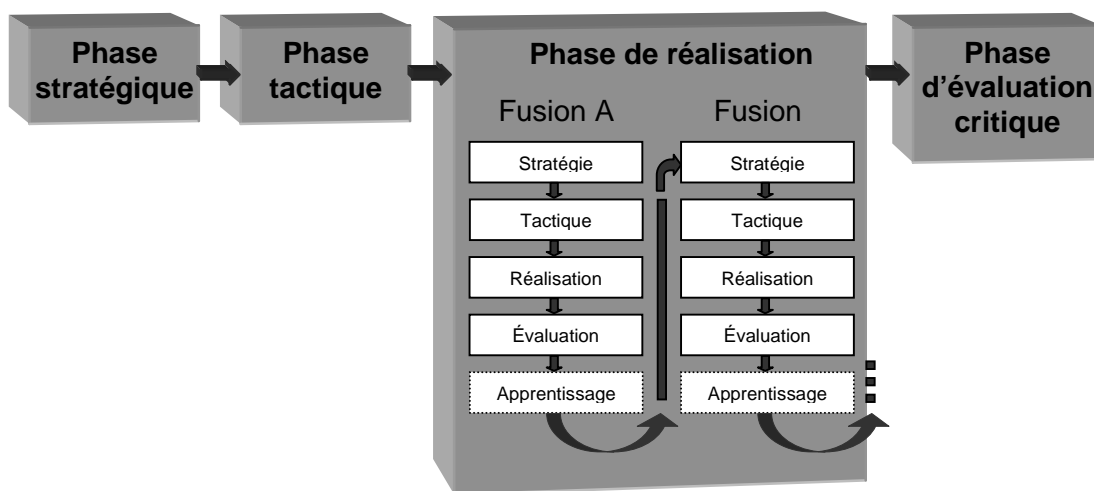 Phase
stratégique
Phase
tactique
Phase de réalisation
Fusion A
Stratégie
Tactique
Réalisation
Évaluation
Apprentissage
Fusion
Stratégie
Tactique
Réalisation
Évaluation
Apprentissage
Phase
d’évaluation
critique